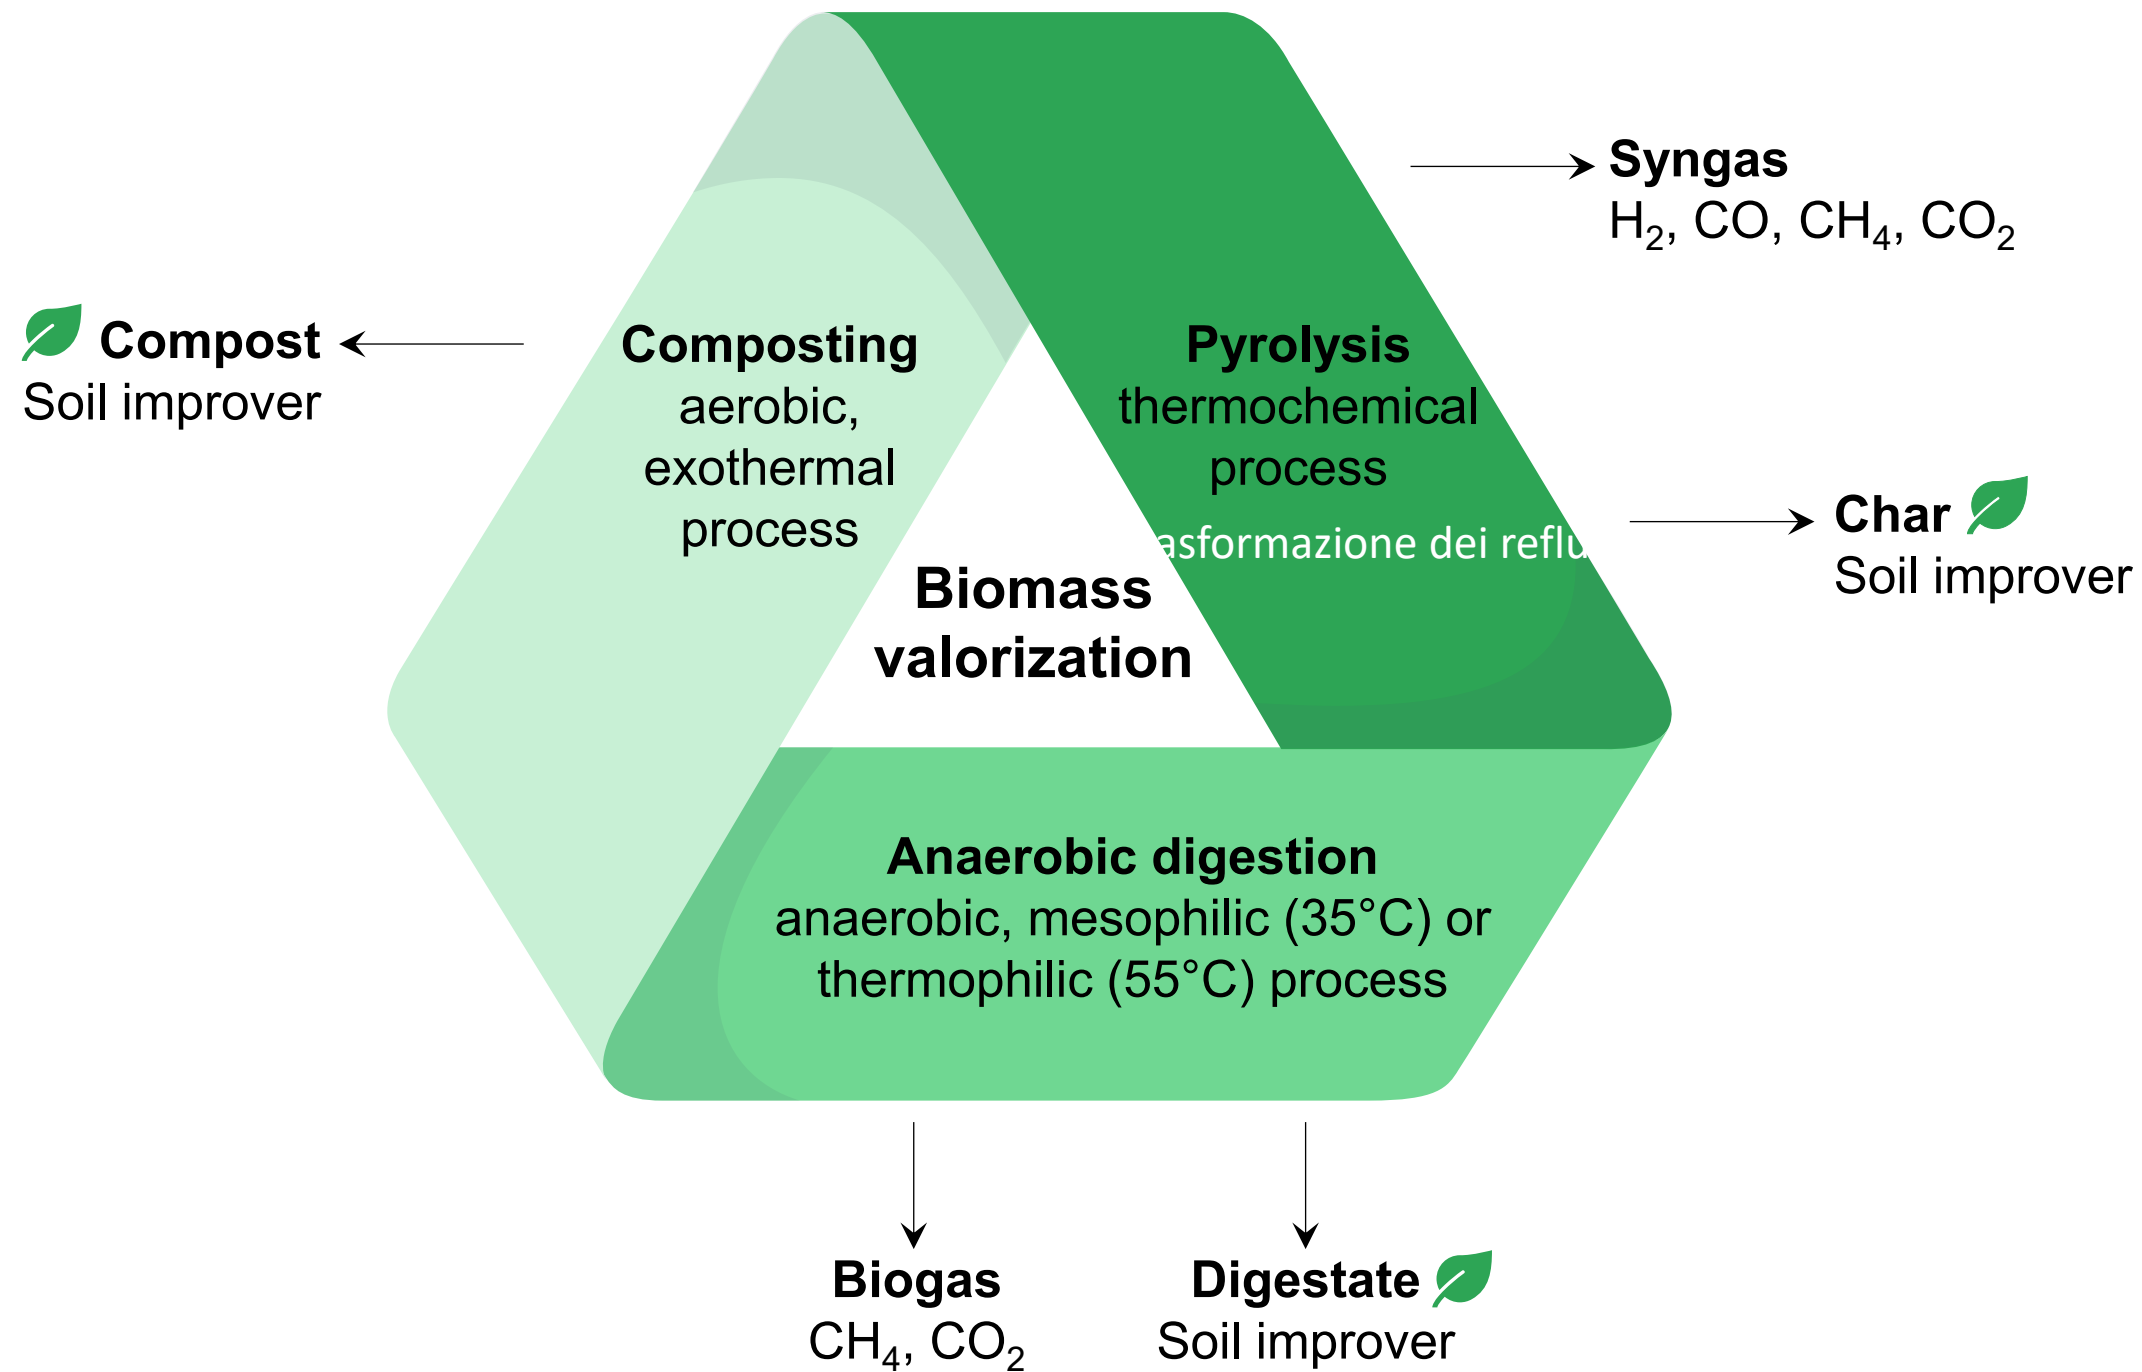 Syngas
H₂, CO, CH₄, CO₂
Compost
Soil improver
Composting
aerobic,
exothermal
process
Pyrolysis
thermochemical
process
asformazione dei reflu
Char
Soil improver
Biomass
valorization
Anaerobic digestion
anaerobic, mesophilic (35°C) or
thermophilic (55°C) process
Biogas
CH₄, CO₂
Digestate
Soil improver